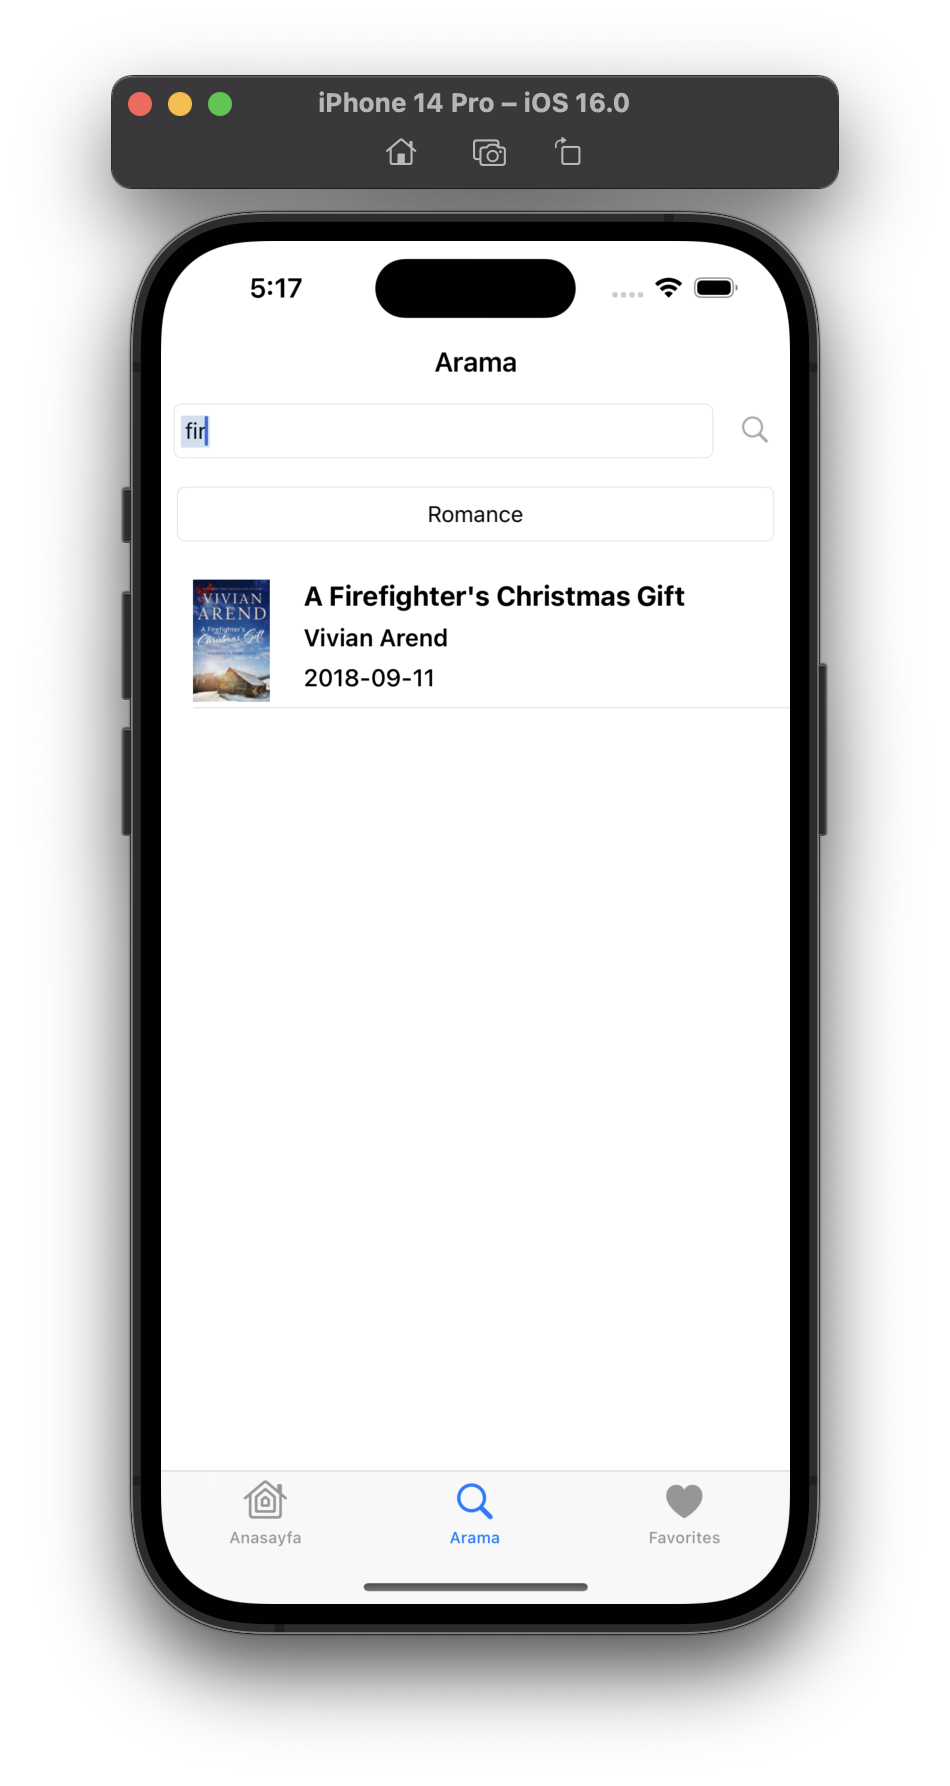 iPhone 14 Pro – iOS 16.0
5:17
Arama
fir
Romance
VIVIAN
AREND
A Firefighter's
Christmas Gift
A Firefighter's Christmas Gift
Vivian Arend
2018-09-11
Anasayfa
Arama
Favorites